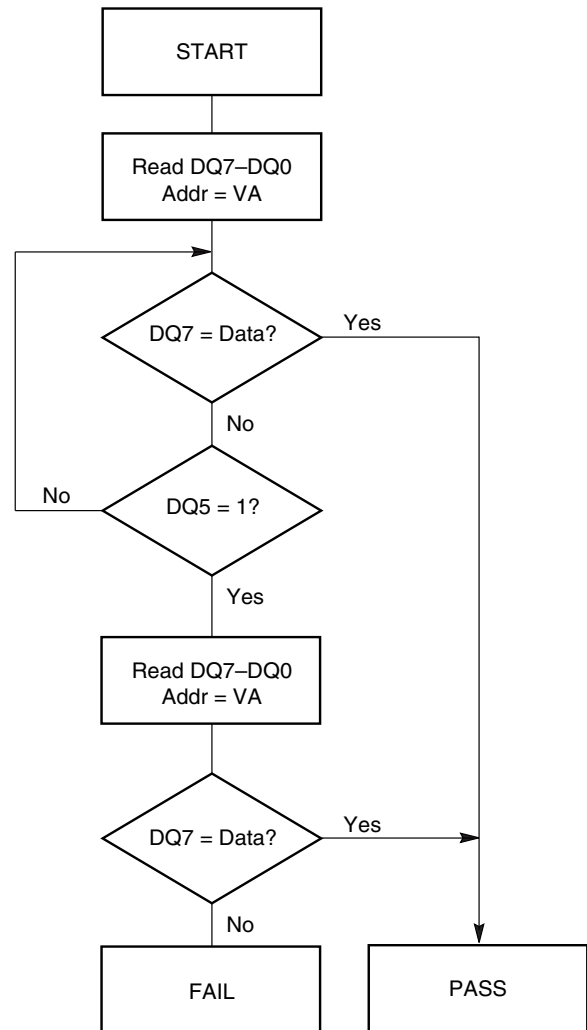 START
Read DQ7–DQ0
Addr = VA
DQ7 = Data?
Yes
No
No
DQ5 = 1?
Yes
Read DQ7–DQ0
Addr = VA
DQ7 = Data?
Yes
No
FAIL
PASS